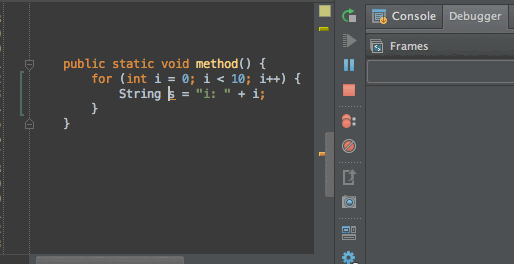 public static void method() {
for (int i = 0; i < 10; i++) {
String s = "i: " + i;
}
}
Console
Debugger
Frames